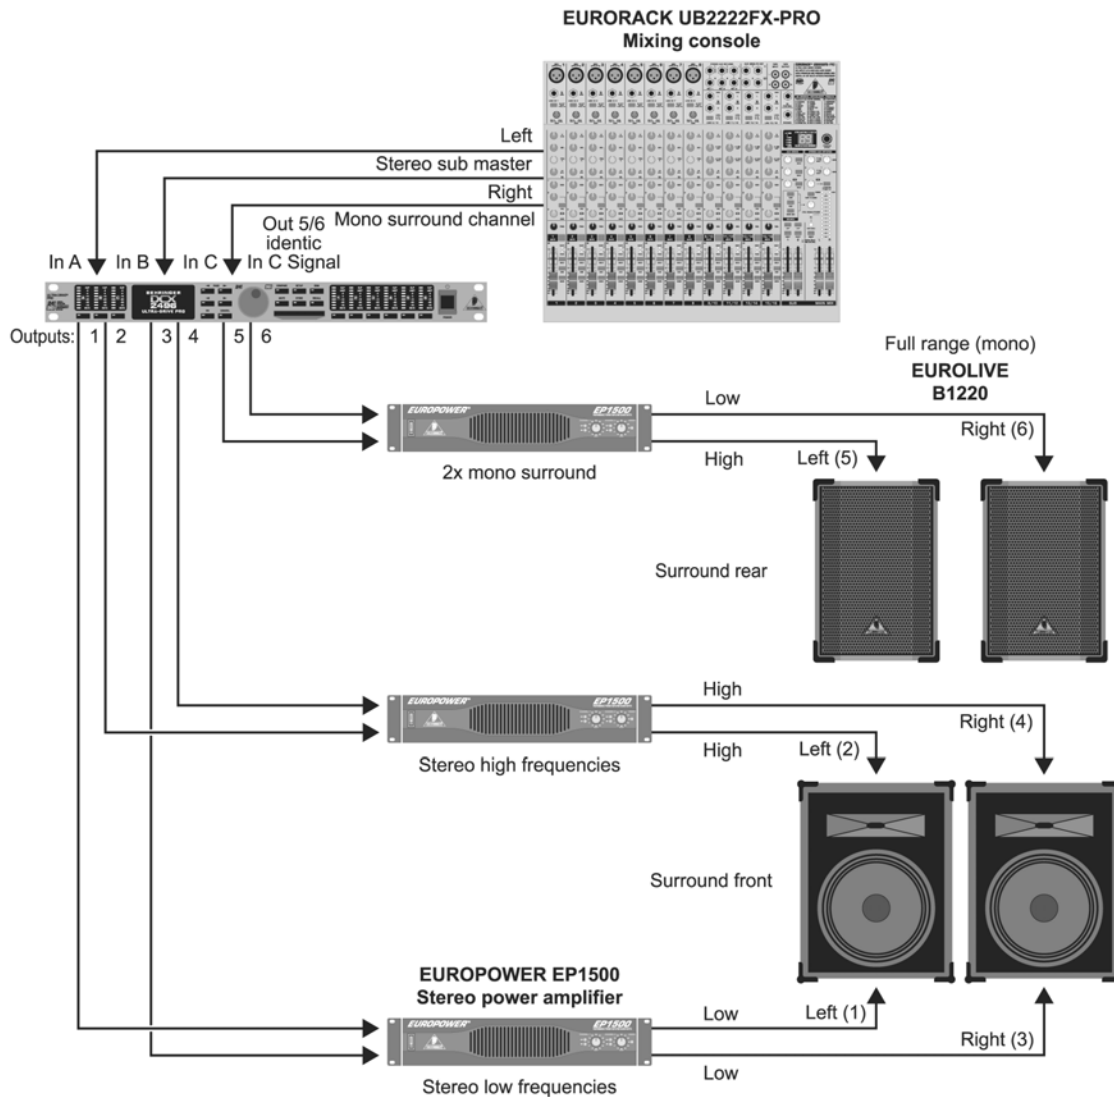 EURORACK UB2222FX-PRO
Mixing console
Left
Stereo sub master
Right
Mono surround channel
Out 5/6
identic
In C Signal
In A
In B
In C
BEHRINGER
DCX
2496
ULTRA-DRIVE PRO
Outputs:
1
2
3
4
5
6
Full range (mono)
EUROLIVE
B1220
EUROPOWER
EP1500
Low
High
Right (6)
Left (5)
2x mono surround
Surround rear
EUROPOWER
EP1500
High
High
Right (4)
Left (2)
Stereo high frequencies
Surround front
EUROPOWER EP1500
Stereo power amplifier
EUROPOWER
EP1500
Low
Low
Left (1)
Right (3)
Stereo low frequencies